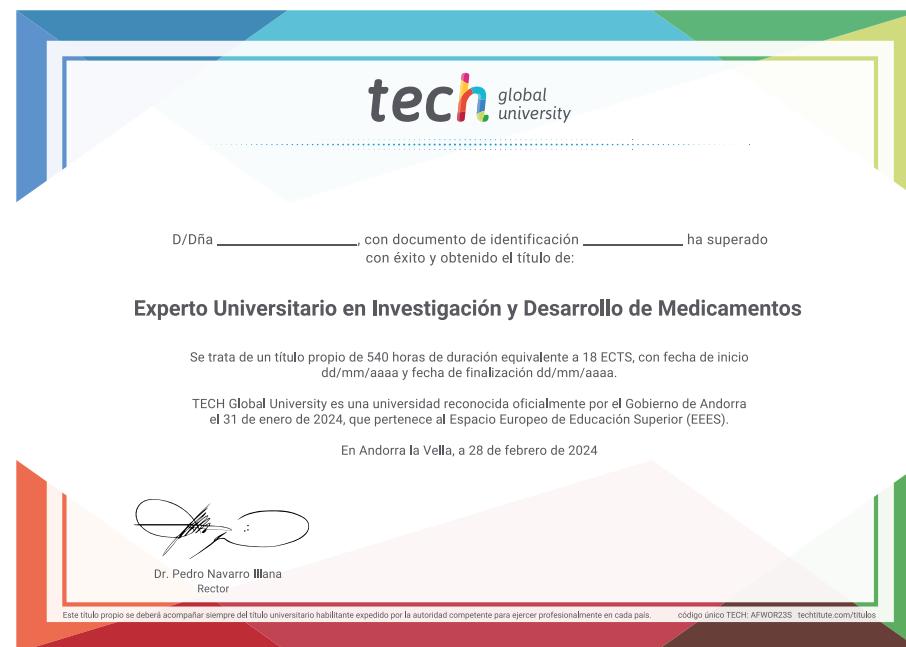 tech global
university
D/Dña ____________________, con documento de identificación ______________ ha superado
con éxito y obtenido el título de:
Experto Universitario en Investigación y Desarrollo de Medicamentos
Se trata de un título propio de 540 horas de duración equivalente a 18 ECTS, con fecha de inicio
dd/mm/aaaa y fecha de finalización dd/mm/aaaa.
TECH Global University es una universidad reconocida oficialmente por el Gobierno de Andorra
el 31 de enero de 2024, que pertenece al Espacio Europeo de Educación Superior (EEES).
En Andorra la Vella, a 28 de febrero de 2024
Dr. Pedro Navarro Illana
Rector
Este título propio se deberá acompañar siempre del título universitario habilitante expedido por la autoridad competente para ejercer profesionalmente en cada país. código único TECH: AFWOR23S techtitute.com/titulos